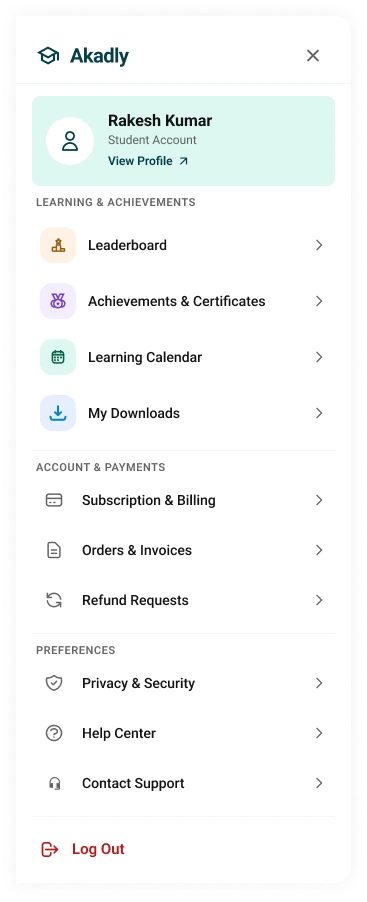 Akadly
Rakesh Kumar
Student Account
View Profile
LEARNING & ACHIEVEMENTS
Leaderboard
Achievements & Certificates
Learning Calendar
My Downloads
ACCOUNT & PAYMENTS
Subscription & Billing
Orders & Invoices
Refund Requests
PREFERENCES
Privacy & Security
Help Center
Contact Support
Log Out